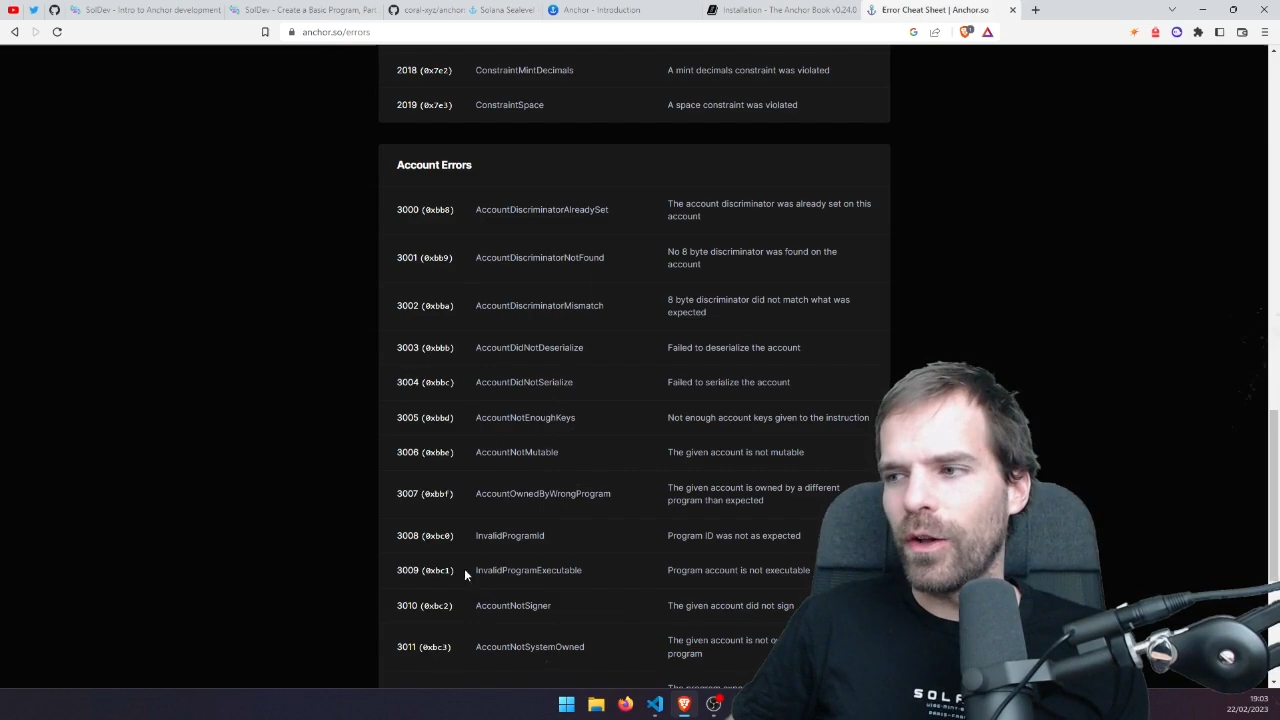 SolDev - Intro to Anchor development
SolDev - Create a Basic Program, Par
coral-xyz/anchor: ⚓ Solana Sealevel
Anchor - Introduction
Installation - The Anchor Book v0.24.0
Error Cheat Sheet | Anchor.so
anchor.so/errors
2018 (0x7e2) ConstraintMintDecimals A mint decimals constraint was violated
2019 (0x7e3) ConstraintSpace A space constraint was violated
Account Errors
3000 (0xbb8) AccountDiscriminatorAlreadySet The account discriminator was already set on this
account
3001 (0xbb9) AccountDiscriminatorNotFound No 8 byte discriminator was found on the
account
3002 (0xbba) AccountDiscriminatorMismatch 8 byte discriminator did not match what was
expected
3003 (0xbbb) AccountDidNotDeserialize Failed to deserialize the account
3004 (0xbbc) AccountDidNotSerialize Failed to serialize the account
3005 (0xbbd) AccountNotEnoughKeys Not enough account keys given to the instruction
3006 (0xbbe) AccountNotMutable The given account is not mutable
3007 (0xbbf) AccountOwnedByWrongProgram The given account is owned by a different
program than expected
3008 (0xbc0) InvalidProgramId Program ID was not as expected
3009 (0xbc1) InvalidProgramExecutable Program account is not executable
3010 (0xbc2) AccountNotSigner The given account did not sign
3011 (0xbc3) AccountNotSystemOwned The given account is not
program
SOLA
19:03
22/02/2023